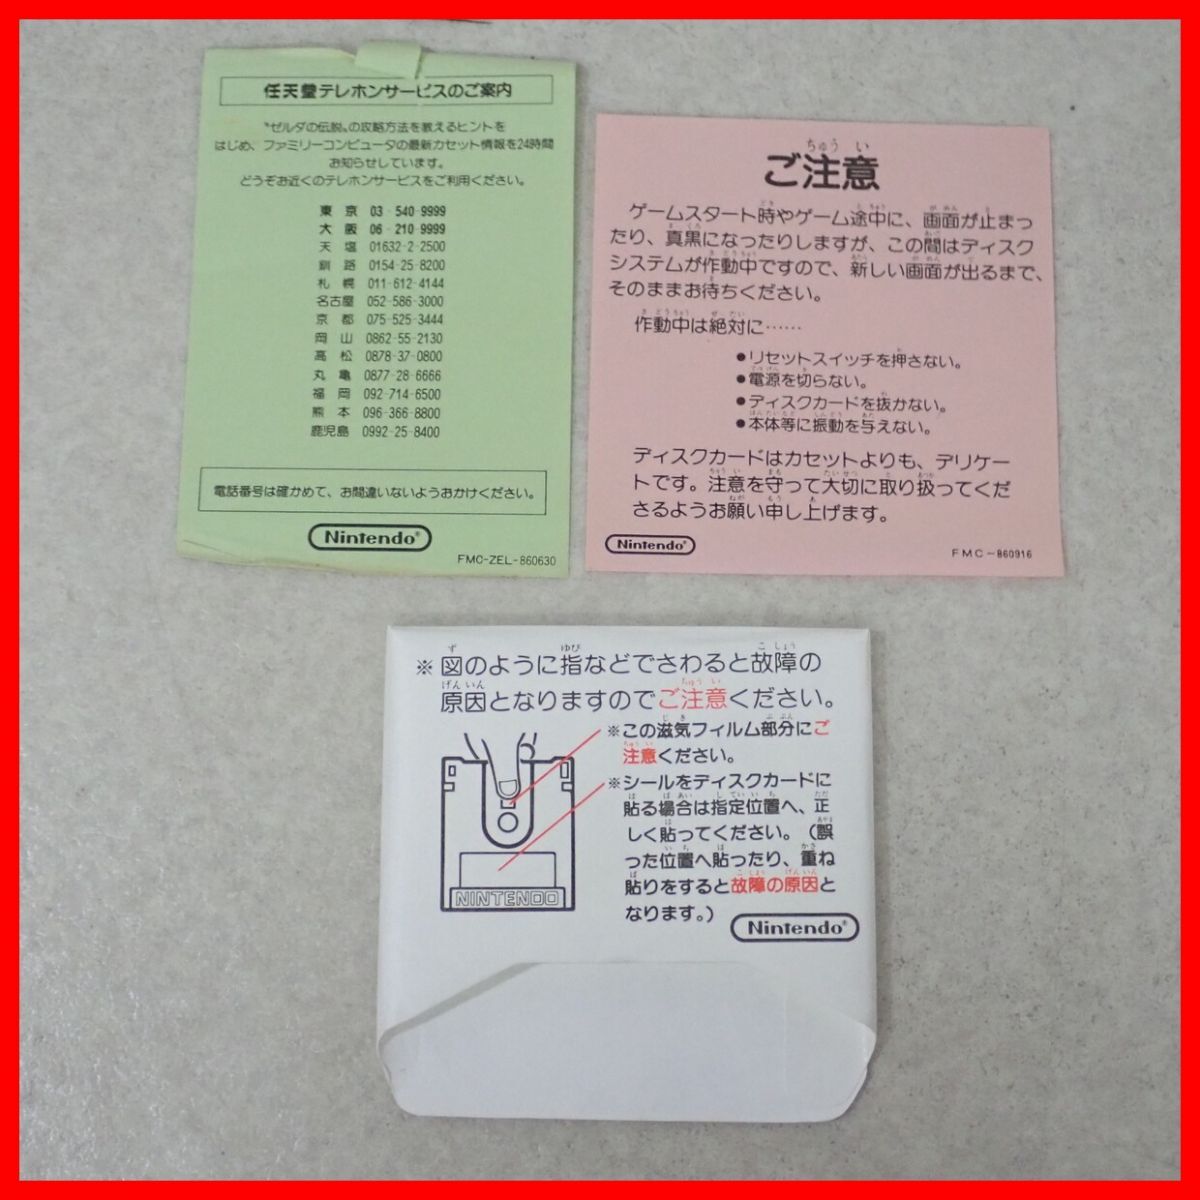 任天堂テレホンサービスのご案内
〝ゼルダの伝説〟の攻略方法を教えるヒントを
はじめ、ファミリーコンピュータの最新カセット情報を24時間
お知らせしています。
どうぞお近くのテレホンサービスをご利用ください。
東 京 03-540-9999
大 阪 06-210-9999
天 塩 01632-2-2500
釧 路 0154-25-8200
札 幌 011-612-4144
名古屋 052-586-3000
京 都 075-525-3444
岡 山 0862-55-2130
高 松 0878-37-0800
丸 亀 0877-28-6666
福 岡 092-714-6500
熊 本 096-366-8800
鹿児島 0992-25-8400
電話番号は確かめて、お間違いないようおかけください。
Nintendo®
FMC-ZEL-860630
ちゅう い
ご注意
ゲームスタート時やゲーム途中に、画面が止まっ
たり、真黒になったりしますが、この間はディスク
システムが作動中ですので、新しい画面が出るまで、
そのままお待ちください。
作動中は絶対に……
●リセットスイッチを押さない。
●電源を切らない。
●ディスクカードを抜かない。
●本体等に振動を与えない。
ディスクカードはカセットよりも、デリケー
トです。注意を守って大切に取り扱ってくだ
さるようお願い申し上げます。
Nintendo®
FMC-860916
ず ゆび こ しょう
※図のように指などでさわると故障の
げん いん ちゅう い
原因となりますのでご注意ください。
※この滋気フィルム部分にご
注意ください。
※シールをディスクカードに
貼る場合は指定位置へ、正
しく貼ってください。（誤
った位置へ貼ったり、重ね
貼りをすると故障の原因と
なります。）
NINTENDO
Nintendo®